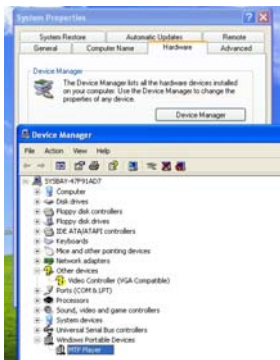 System Properties
System Restore
Automatic Updates
Remote
General
Computer Name
Hardware
Advanced
Device Manager
The Device Manager lists all the hardware devices installed
on your computer. Use the Device Manager to change the
properties of any device.
Device Manager
Device Manager
File Action View Help
SYSBAY-47P91AD7
Computer
Disk drives
Floppy disk controllers
Floppy disk drives
IDE ATA/ATAPI controllers
Keyboards
Mice and other pointing devices
Network adapters
Other devices
Video Controller (VGA Compatible)
Ports (COM & LPT)
Processors
Sound, video and game controllers
System devices
Universal Serial Bus controllers
Windows Portable Devices
MTP Player